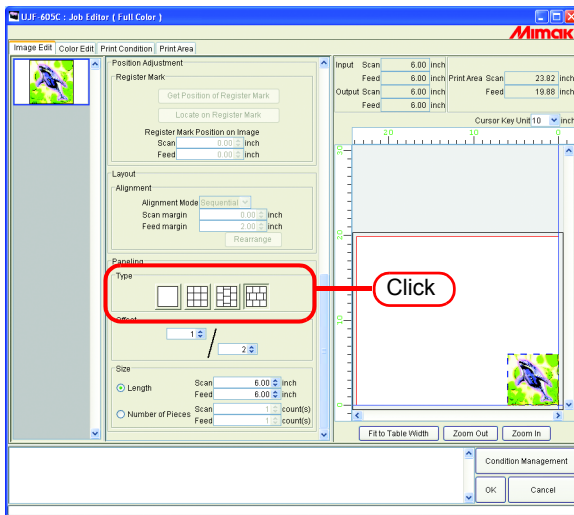 UJF-605C : Job Editor ( Full Color )
Mimak
Image Edit Color Edit Print Condition Print Area
Position Adjustment
Register Mark
Get Position of Register Mark
Locate on Register Mark
Register Mark Position on Image
Scan 0.00 inch
Feed 0.00 inch
Layout
Alignment
Alignment Mode Sequential
Scan margin 0.00 inch
Feed margin 2.00 inch
Rearrange
Paneling
Type
Click
Offset
1 / 2
Size
Length
Scan 6.00 inch
Feed 6.00 inch
Number of Pieces
Scan 1 count(s)
Feed 1 count(s)
Input Scan 6.00 inch
Feed 6.00 inch
Output Scan 6.00 inch
Feed 6.00 inch
Print Area Scan 23.82 inch
Feed 19.88 inch
Cursor Key Unit 10 inch
20 10 0
30
20
10
0
Fit to Table Width Zoom Out Zoom In
Condition Management
OK Cancel